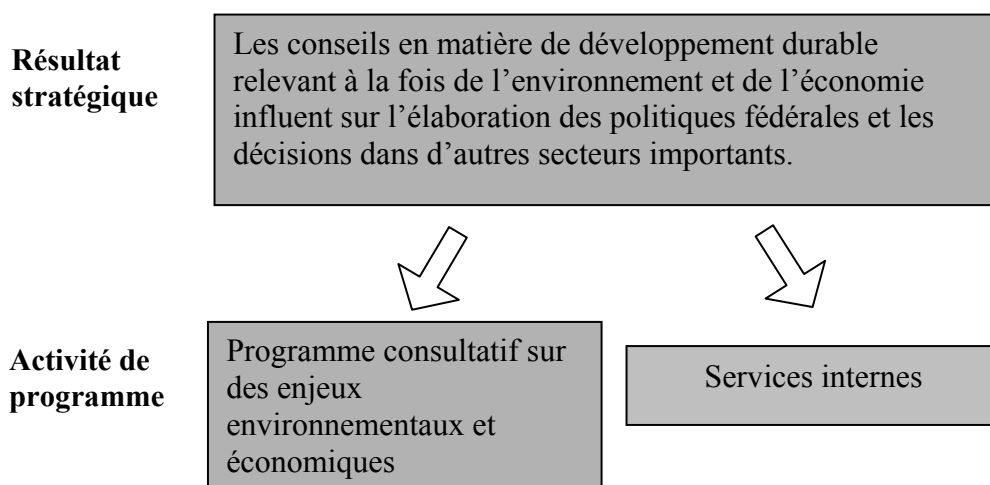 Résultat
stratégique
Les conseils en matière de développement durable
relevant à la fois de l’environnement et de l’économie
influent sur l’élaboration des politiques fédérales et les
décisions dans d’autres secteurs importants.
Activité de
programme
Programme consultatif sur
des enjeux
environnementaux et
économiques
Services internes